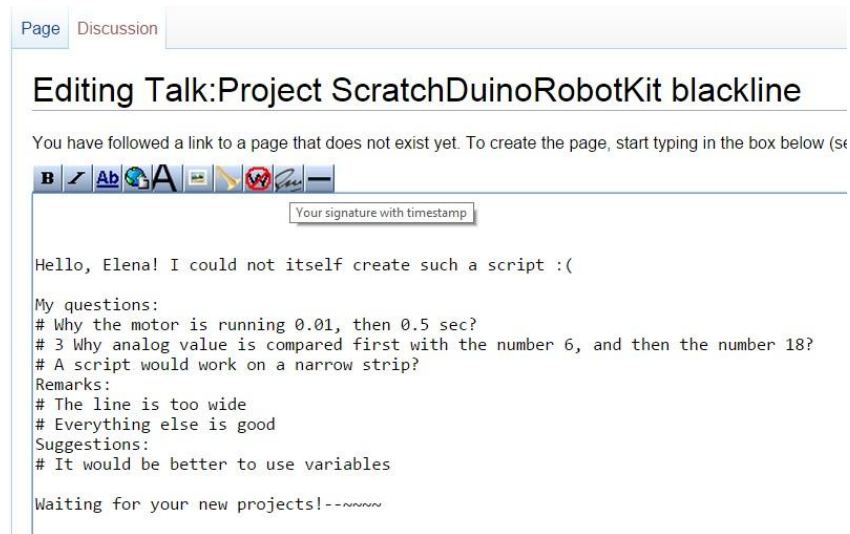 Page Discussion
Editing Talk:Project ScratchDuinoRobotKit blackline
You have followed a link to a page that does not exist yet. To create the page, start typing in the box below (se
B I Ab A W
Your signature with timestamp
Hello, Elena! I could not itself create such a script :(
My questions:
# Why the motor is running 0.01, then 0.5 sec?
# 3 Why analog value is compared first with the number 6, and then the number 18?
# A script would work on a narrow strip?
Remarks:
# The line is too wide
# Everything else is good
Suggestions:
# It would be better to use variables
Waiting for your new projects!--~~~~